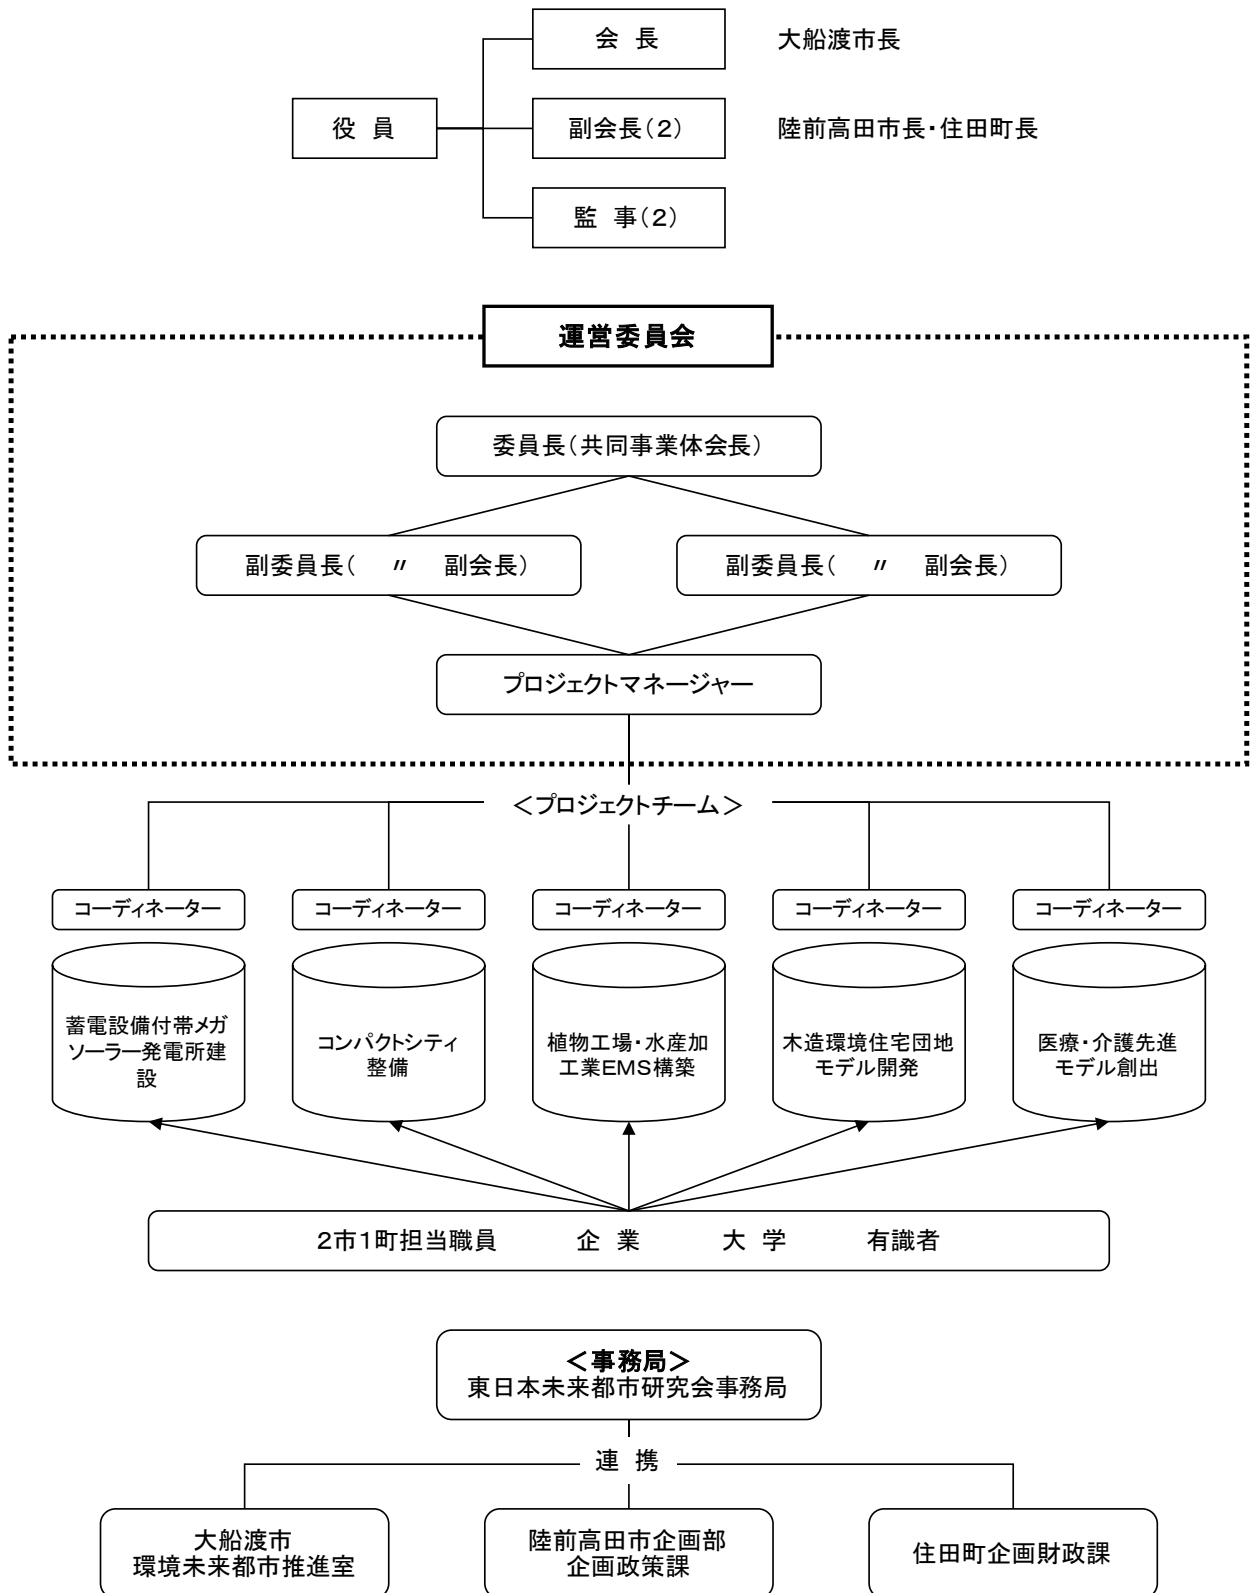 会 長
大船渡市長
役 員
副会長(2)
陸前高田市長・住田町長
監 事(2)
運営委員会
委員長(共同事業体会長)
副委員長( 〃 副会長)
副委員長( 〃 副会長)
プロジェクトマネージャー
<プロジェクトチーム>
コーディネーター
コーディネーター
コーディネーター
コーディネーター
コーディネーター
蓄電設備付帯メガ
ソーラー発電所建
設
コンパクトシティ
整備
植物工場・水産加
工業EMS構築
木造環境住宅団地
モデル開発
医療・介護先進
モデル創出
2市1町担当職員 企 業 大 学 有識者
<事務局>
東日本未来都市研究会事務局
連 携
大船渡市
環境未来都市推進室
陸前高田市企画部
企画政策課
住田町企画財政課